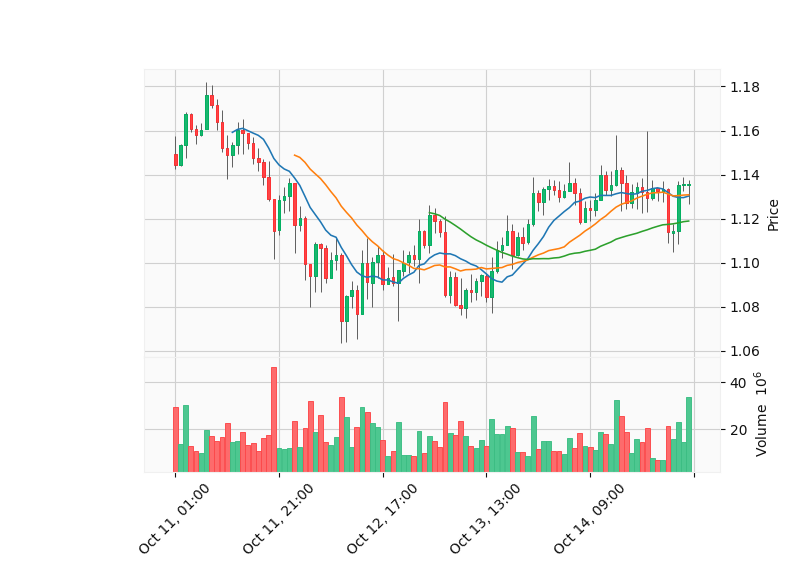 1.18
1.16
1.14
1.12
1.10
1.08
1.06
Price
40
20
Volume 10⁶
Oct 11, 01:00
Oct 11, 21:00
Oct 12, 17:00
Oct 13, 13:00
Oct 14, 09:00